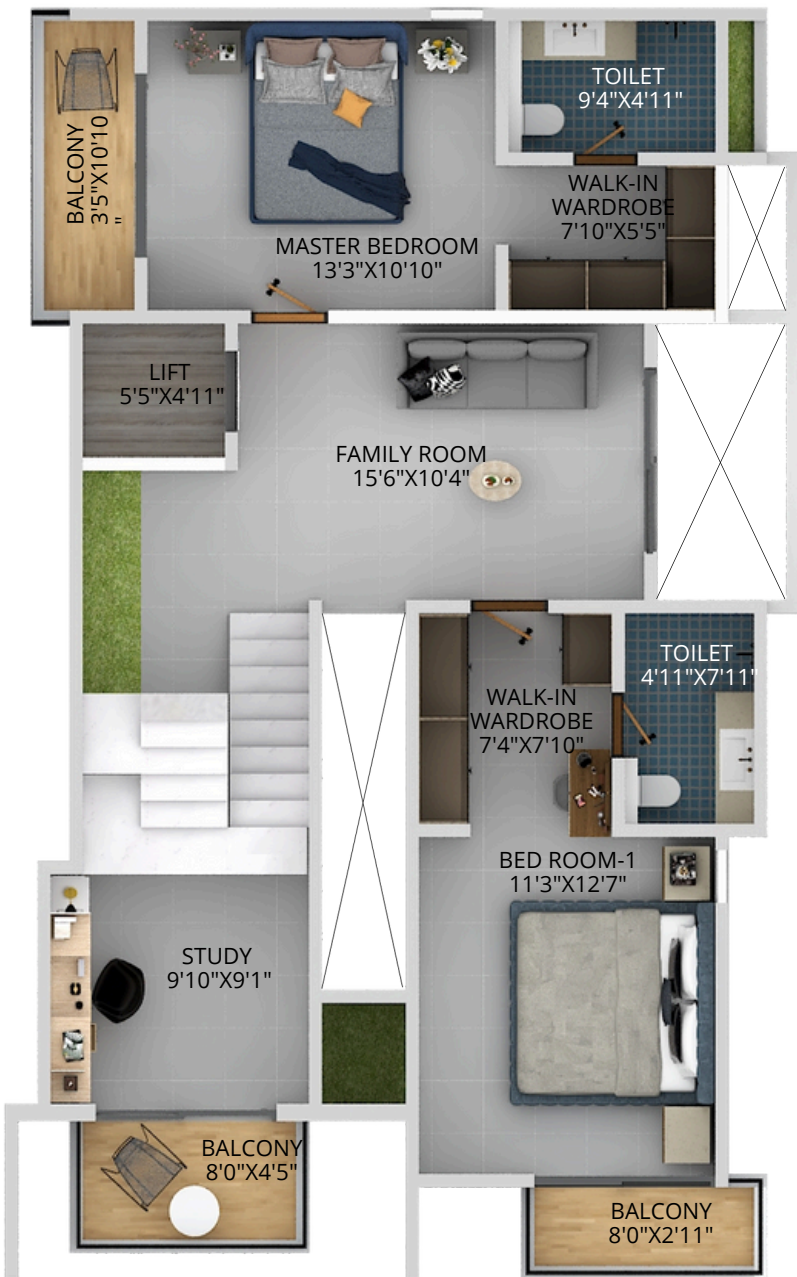 TOILET
9'4"X4'11"
BALCONY
3'5"X10'10
"
WALK-IN
WARDROBE
7'10"X5'5"
MASTER BEDROOM
13'3"X10'10"
LIFT
5'5"X4'11"
FAMILY ROOM
15'6"X10'4"
TOILET
4'11"X7'11"
WALK-IN
WARDROBE
7'4"X7'10"
BED ROOM-1
11'3"X12'7"
STUDY
9'10"X9'1"
BALCONY
8'0"X4'5"
BALCONY
8'0"X2'11"